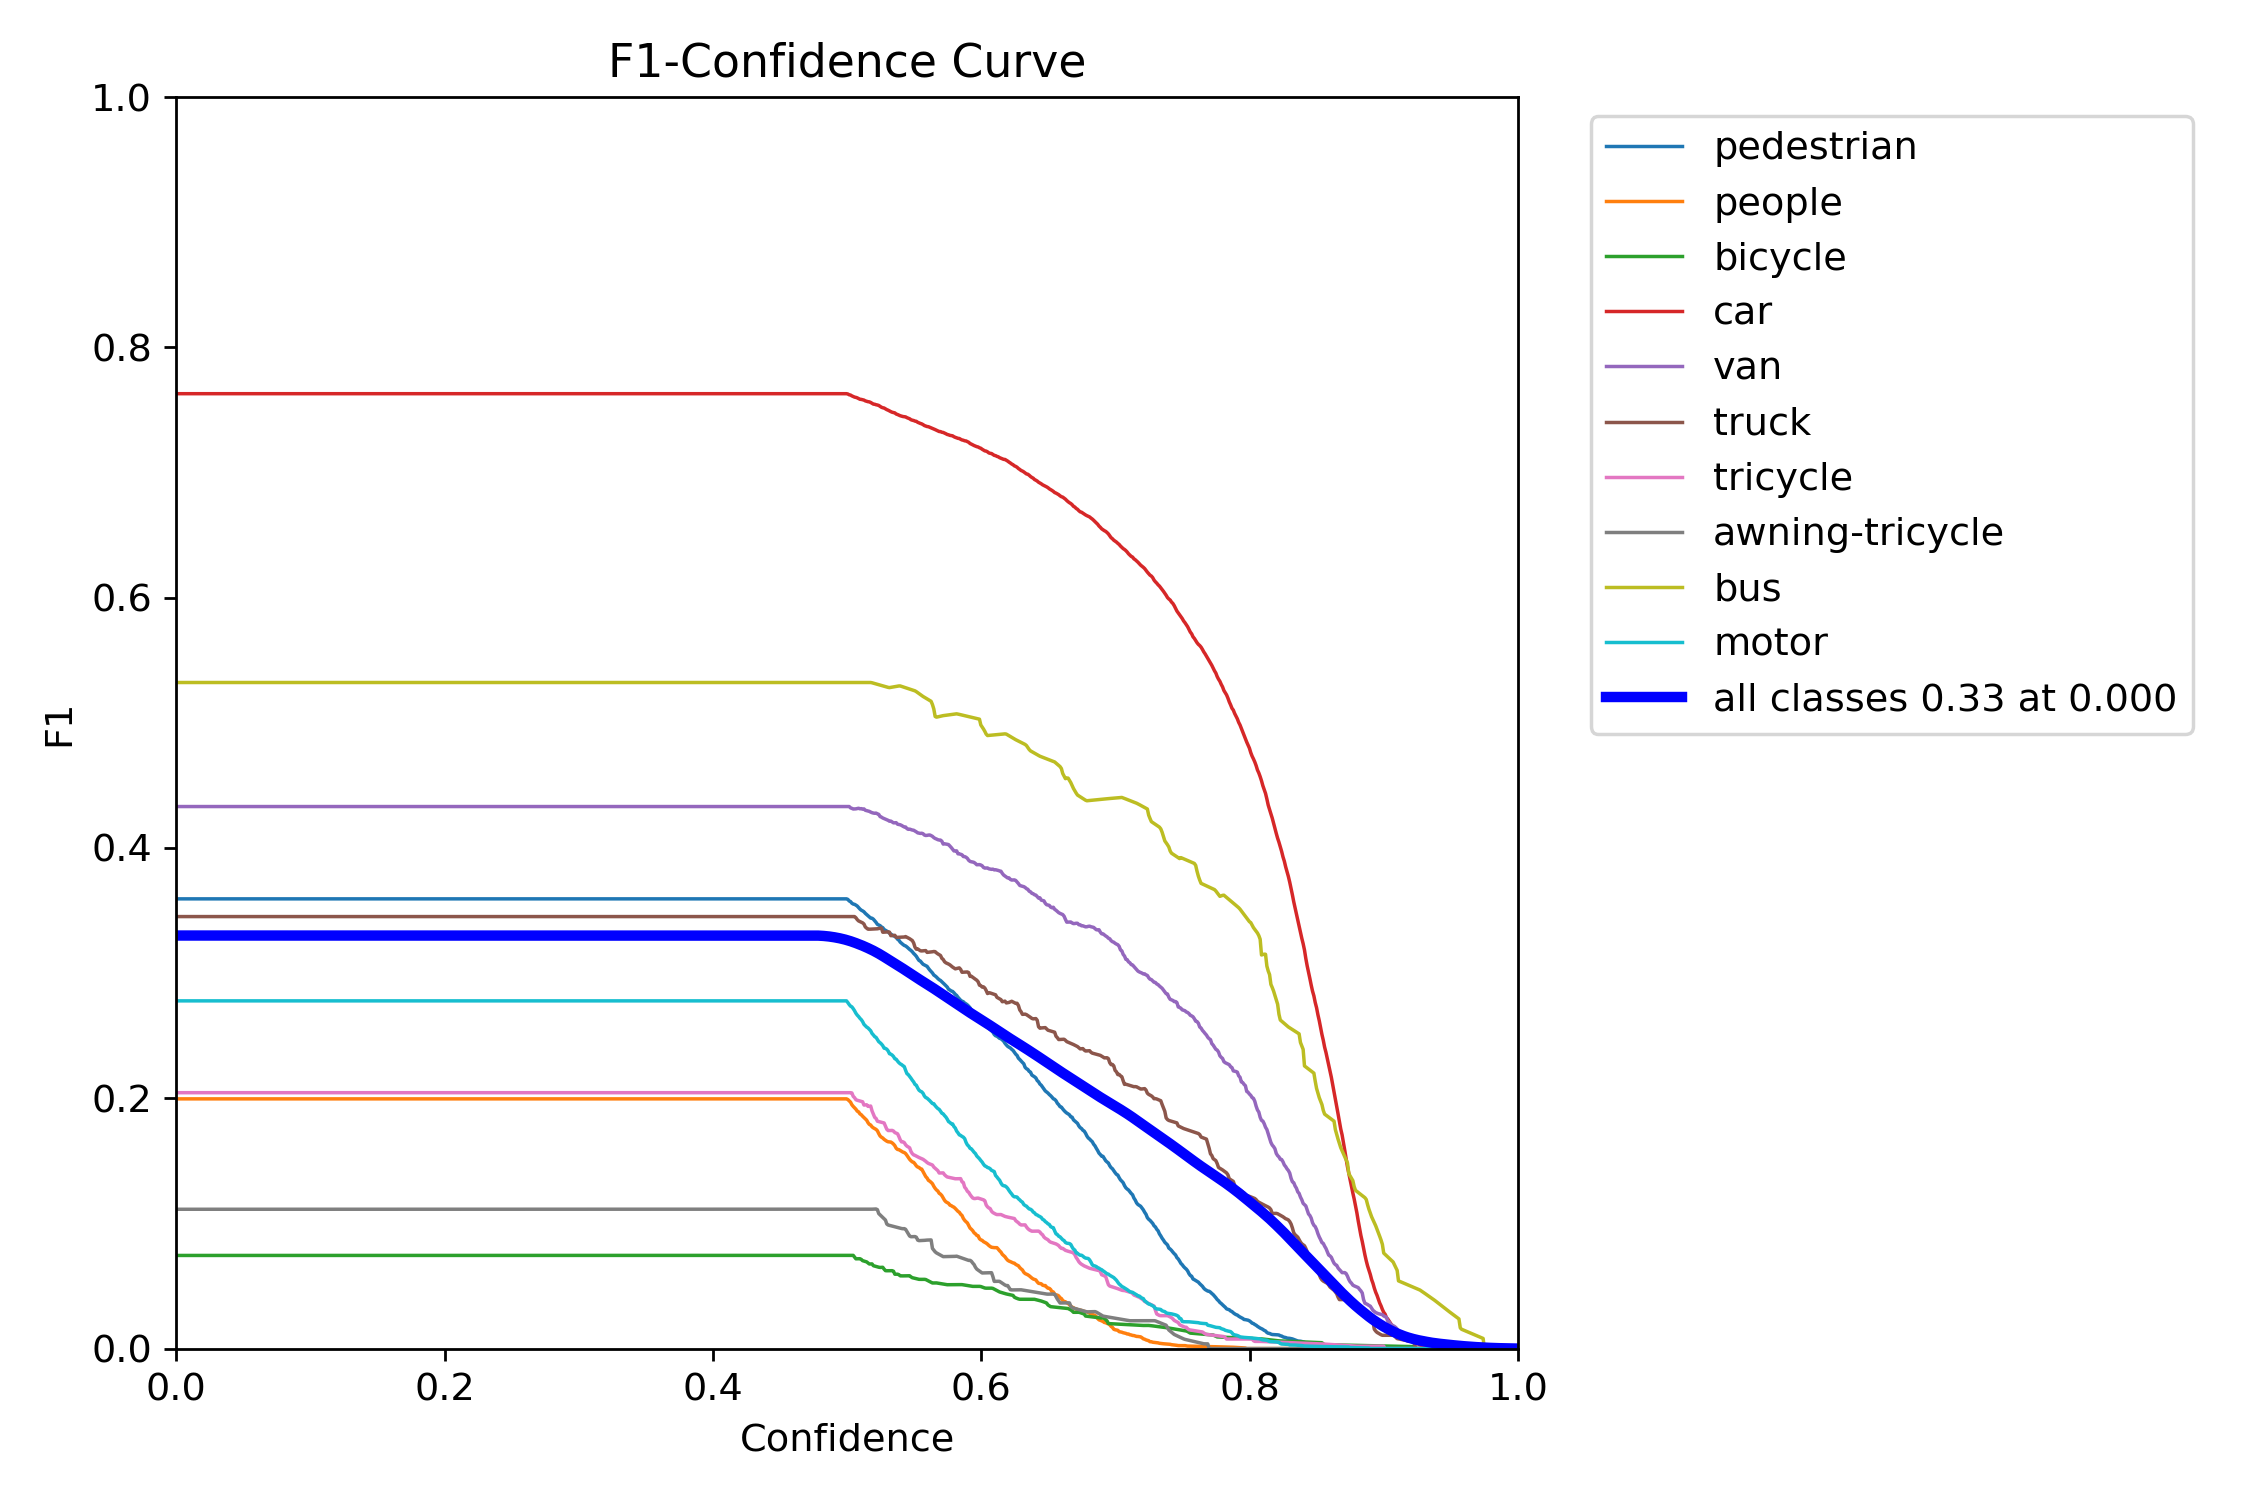 F1-Confidence Curve
1.0
0.8
0.6
0.4
0.2
0.0
F1
0.0 0.2 0.4 0.6 0.8 1.0
Confidence
pedestrian
people
bicycle
car
van
truck
tricycle
awning-tricycle
bus
motor
all classes 0.33 at 0.000